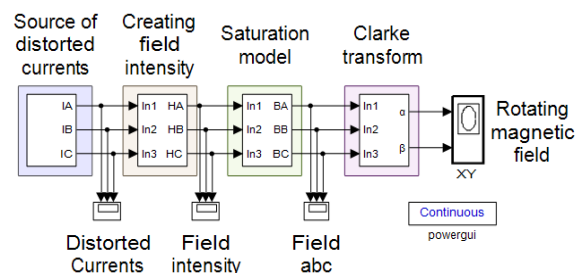 Source of
distorted
currents
Creating
field
intensity
Saturation
model
Clarke
transform
IA
IB
IC
In1
In2
In3
HA
HB
HC
In1
In2
In3
BA
BB
BC
In1
In2
In3
α
β
XY
Rotating
magnetic
field
Distorted
Currents
Field
intensity
Field
abc
Continuous
powergui